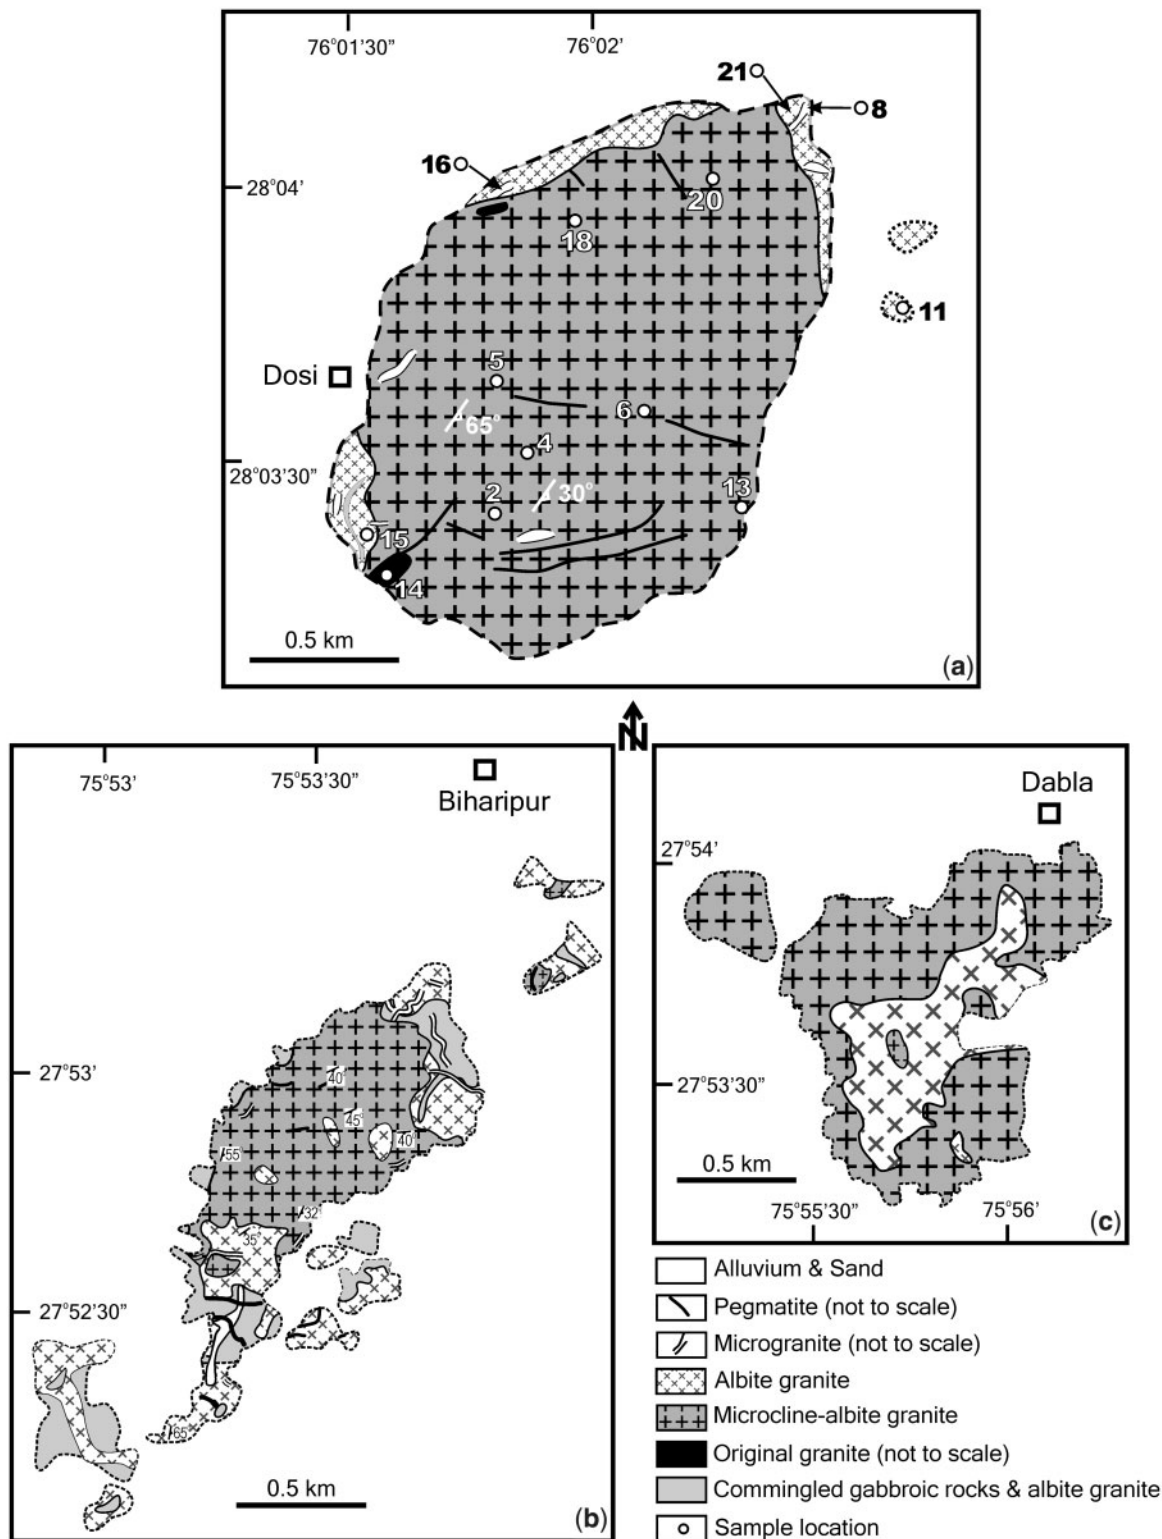 76°01'30"
76°02'
21
8
16
28°04'
20
18
11
Dosi
5
6
65°
4
28°03'30"
2
30°
13
15
14
0.5 km
(a)
N
75°53'
75°53'30"
Biharipur
27°53'
40°
45°
40
55°
32
35°
27°52'30"
65°
0.5 km
(b)
Dabla
27°54'
27°53'30"
0.5 km
75°55'30"
75°56'
(c)
Alluvium & Sand
Pegmatite (not to scale)
Microgranite (not to scale)
Albite granite
Microcline-albite granite
Original granite (not to scale)
Commingled gabbroic rocks & albite granite
Sample location